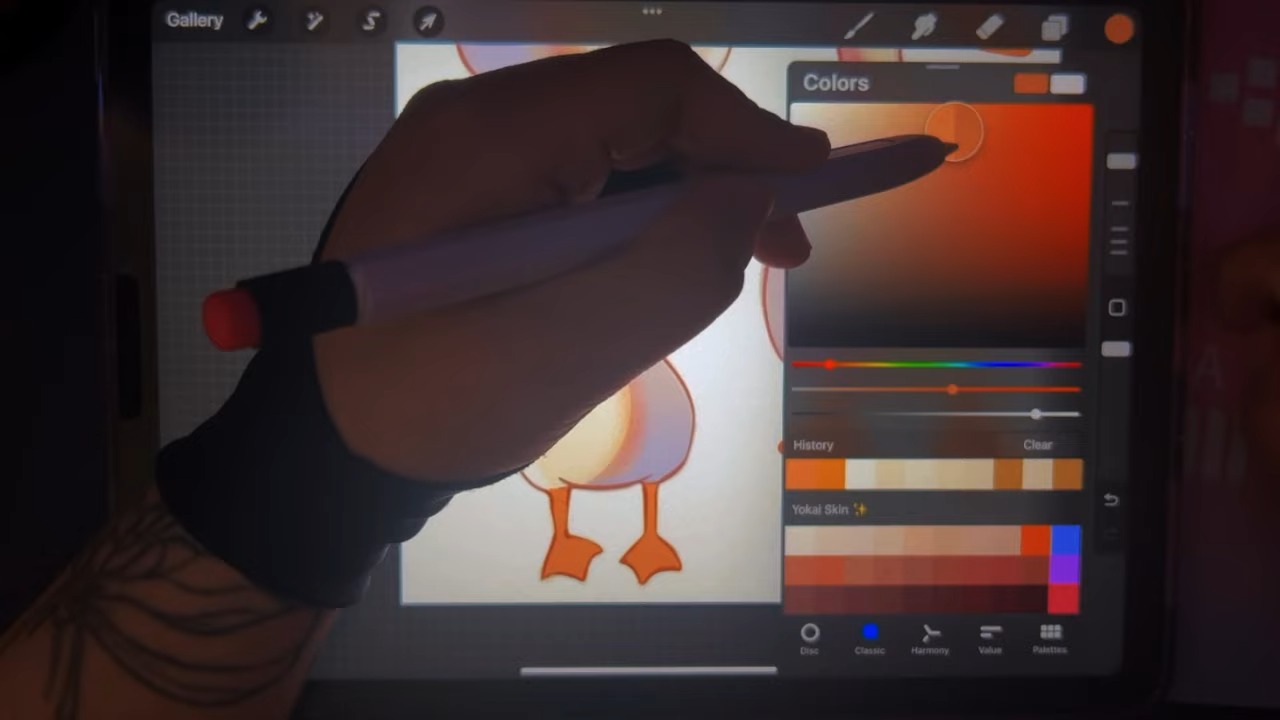 Gallery
Colors
History Clear
Yokai Skin ✨
Disc Classic Harmony Value Palettes